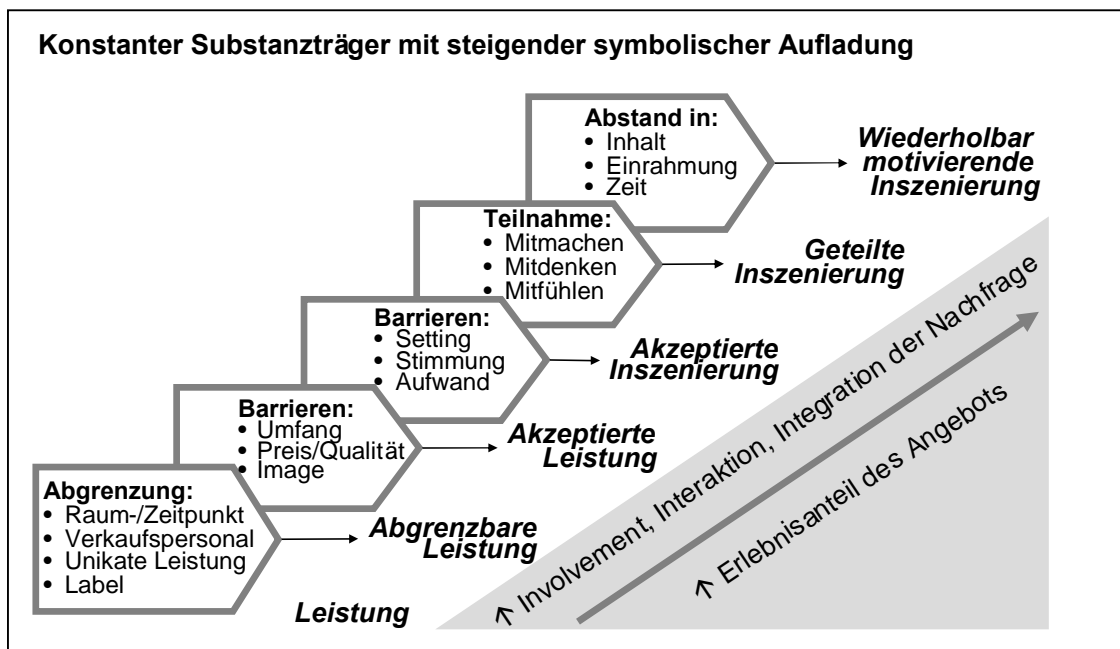 Konstanter Substanzträger mit steigender symbolischer Aufladung
Abstand in:
• Inhalt
• Einrahmung
• Zeit
Wiederholbar
motivierende
Inszenierung
Teilnahme:
• Mitmachen
• Mitdenken
• Mitfühlen
Geteilte
Inszenierung
Barrieren:
• Setting
• Stimmung
• Aufwand
Akzeptierte
Inszenierung
Barrieren:
• Umfang
• Preis/Qualität
• Image
Akzeptierte
Leistung
Abgrenzung:
• Raum-/Zeitpunkt
• Verkaufspersonal
• Unikate Leistung
• Label
Abgrenzbare
Leistung
Leistung
↑ Involvement, Interaktion, Integration der Nachfrage
↑ Erlebnisanteil des Angebots